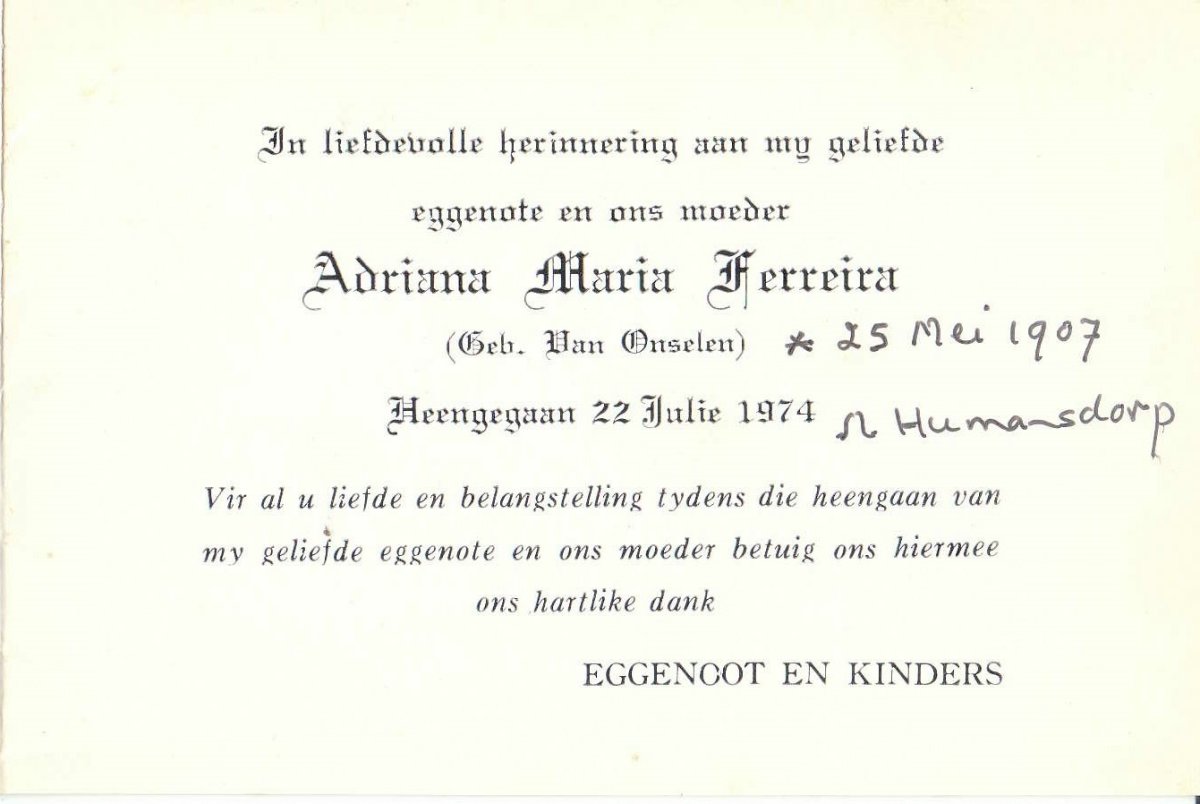 In liefdevolle herinnering aan my geliefde
eggenote en ons moeder
Adriana Maria Ferreira
(Geb. Van Onselen) * 25 Mei 1907
Heengegaan 22 Julie 1974 Humansdorp
Vir al u liefde en belangstelling tydens die heengaan van
my geliefde eggenote en ons moeder betuig ons hiermee
ons hartlike dank
EGGENOOT EN KINDERS